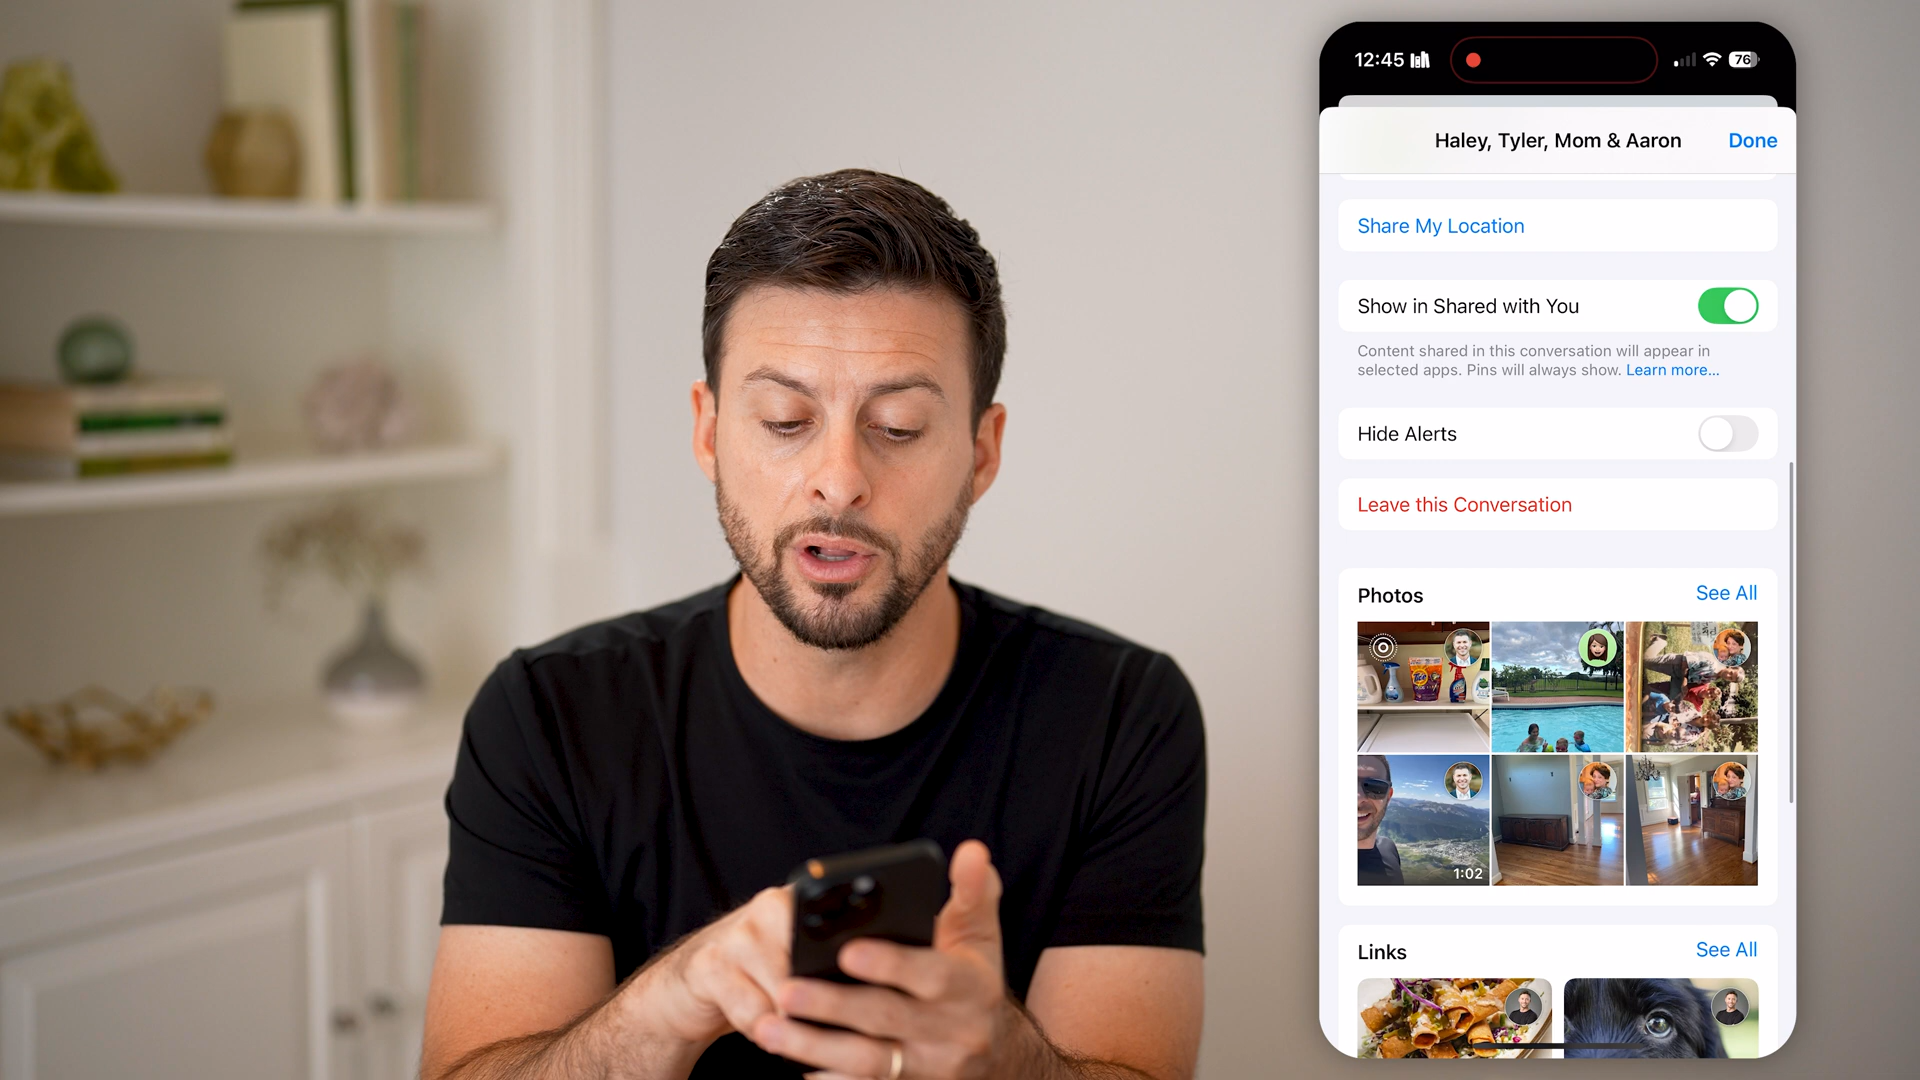 12:45
76
Haley, Tyler, Mom & Aaron
Done
Share My Location
Show in Shared with You
Content shared in this conversation will appear in
selected apps. Pins will always show. Learn more...
Hide Alerts
Leave this Conversation
Photos
See All
Tide
1:02
Links
See All